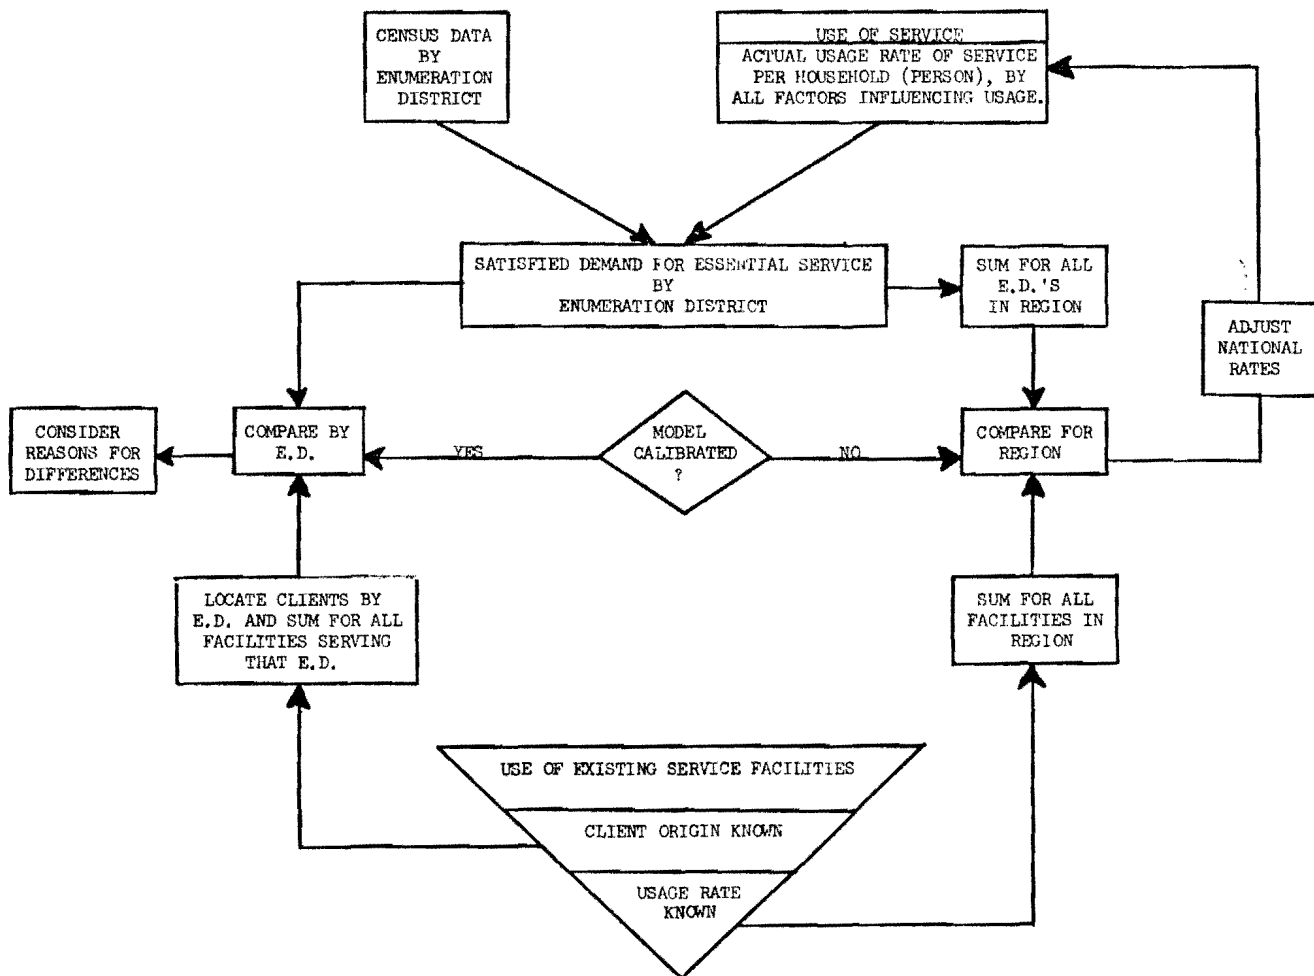 CENSUS DATA
BY
ENUMERATION
DISTRICT
USE OF SERVICE
ACTUAL USAGE RATE OF SERVICE
PER HOUSEHOLD (PERSON), BY
ALL FACTORS INFLUENCING USAGE.
SATISFIED DEMAND FOR ESSENTIAL SERVICE
BY
ENUMERATION DISTRICT
SUM FOR ALL
E.D.'S
IN REGION
ADJUST
NATIONAL
RATES
CONSIDER
REASONS FOR
DIFFERENCES
COMPARE BY
E.D.
YES
MODEL
CALIBRATED
?
NO
COMPARE FOR
REGION
LOCATE CLIENTS BY
E.D. AND SUM FOR ALL
FACILITIES SERVING
THAT E.D.
SUM FOR ALL
FACILITIES IN
REGION
USE OF EXISTING SERVICE FACILITIES
CLIENT ORIGIN KNOWN
USAGE RATE
KNOWN